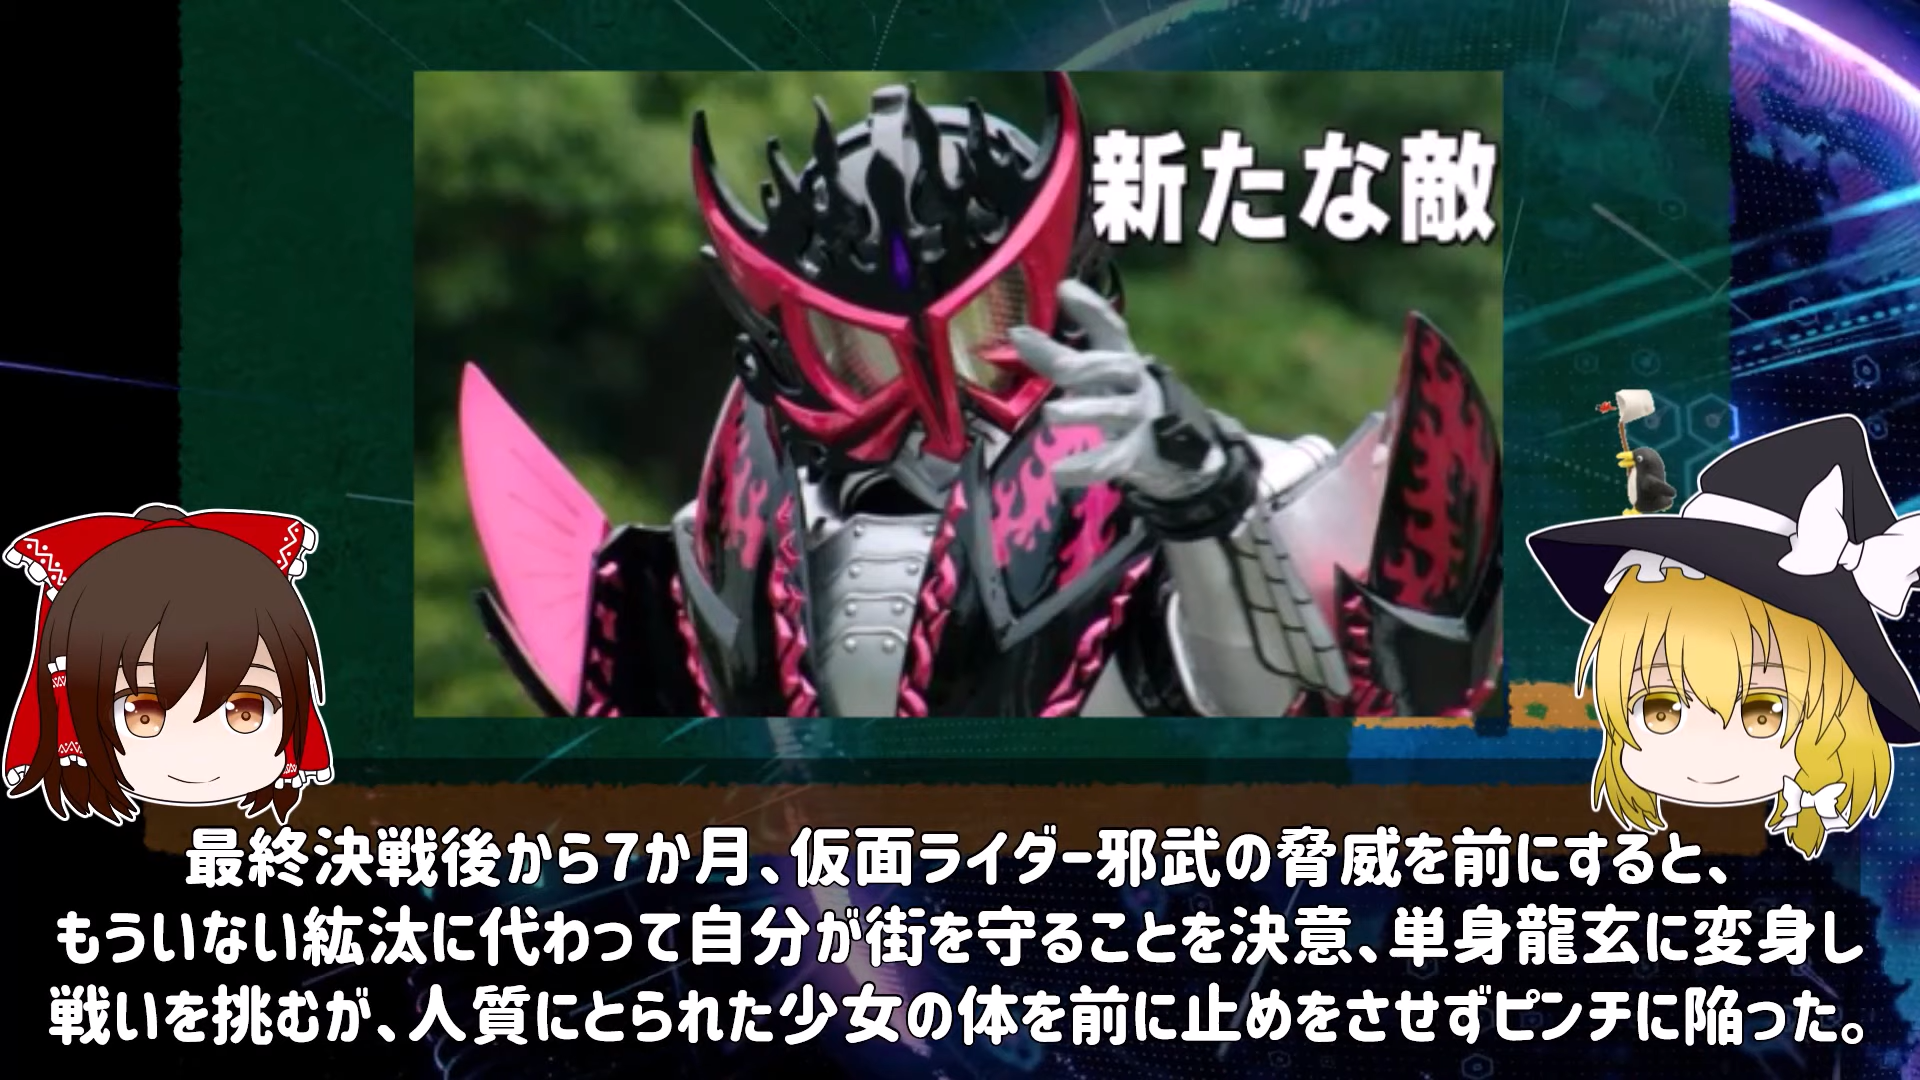 新たな敵
最終決戦後から7か月、仮面ライダー邪武の脅威を前にすると、
もういない紘汰に代わって自分が街を守ることを決意、単身龍玄に変身し
戦いを挑むが、人質にとられた少女の体を前に止めをさせずピンチに陥った。